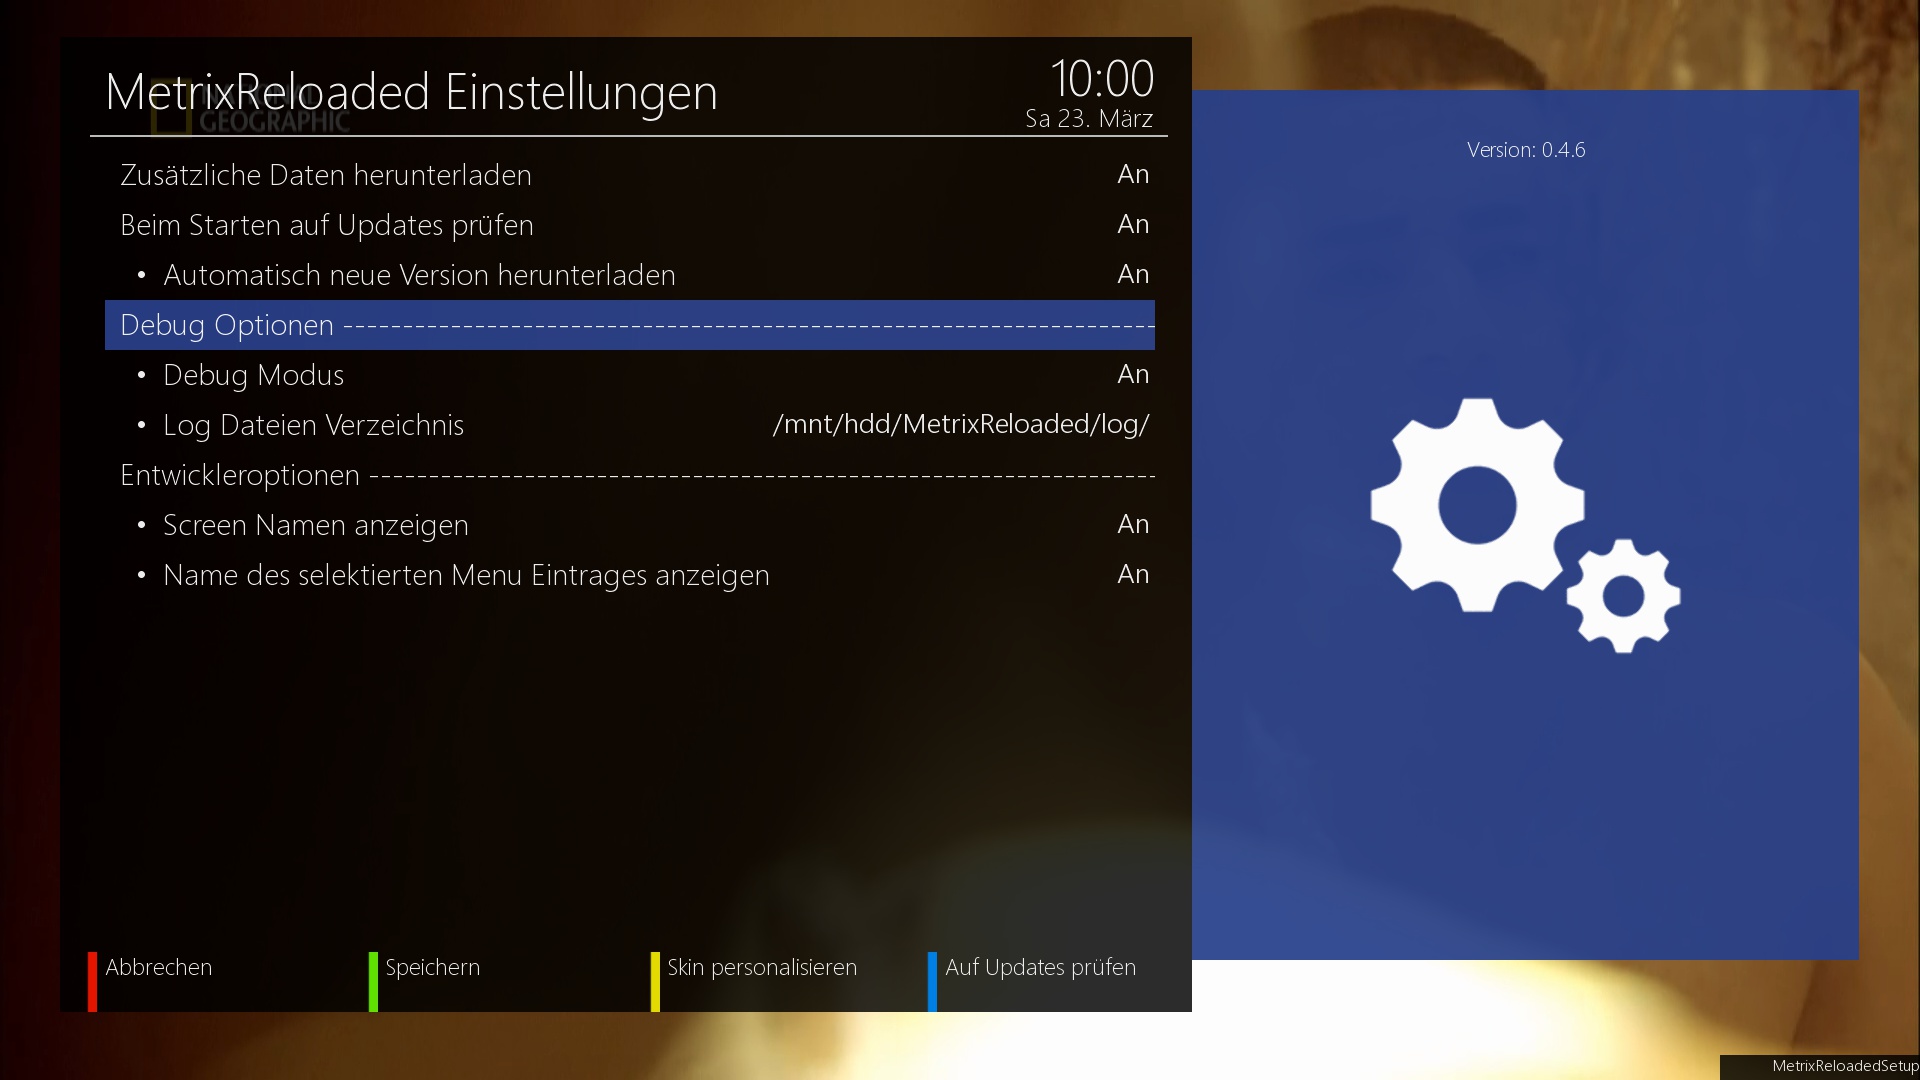 MetrixReloaded Einstellungen
NATIONAL
GEOGRAPHIC
10:00
Sa 23. März
Version: 0.4.6
Zusätzliche Daten herunterladen An
Beim Starten auf Updates prüfen An
• Automatisch neue Version herunterladen An
Debug Optionen ---------------------------------------------------------------------
• Debug Modus An
• Log Dateien Verzeichnis /mnt/hdd/MetrixReloaded/log/
Entwickleroptionen -------------------------------------------------------------------
• Screen Namen anzeigen An
• Name des selektierten Menu Eintrages anzeigen An
Abbrechen
Speichern
Skin personalisieren
Auf Updates prüfen
MetrixReloadedSetup